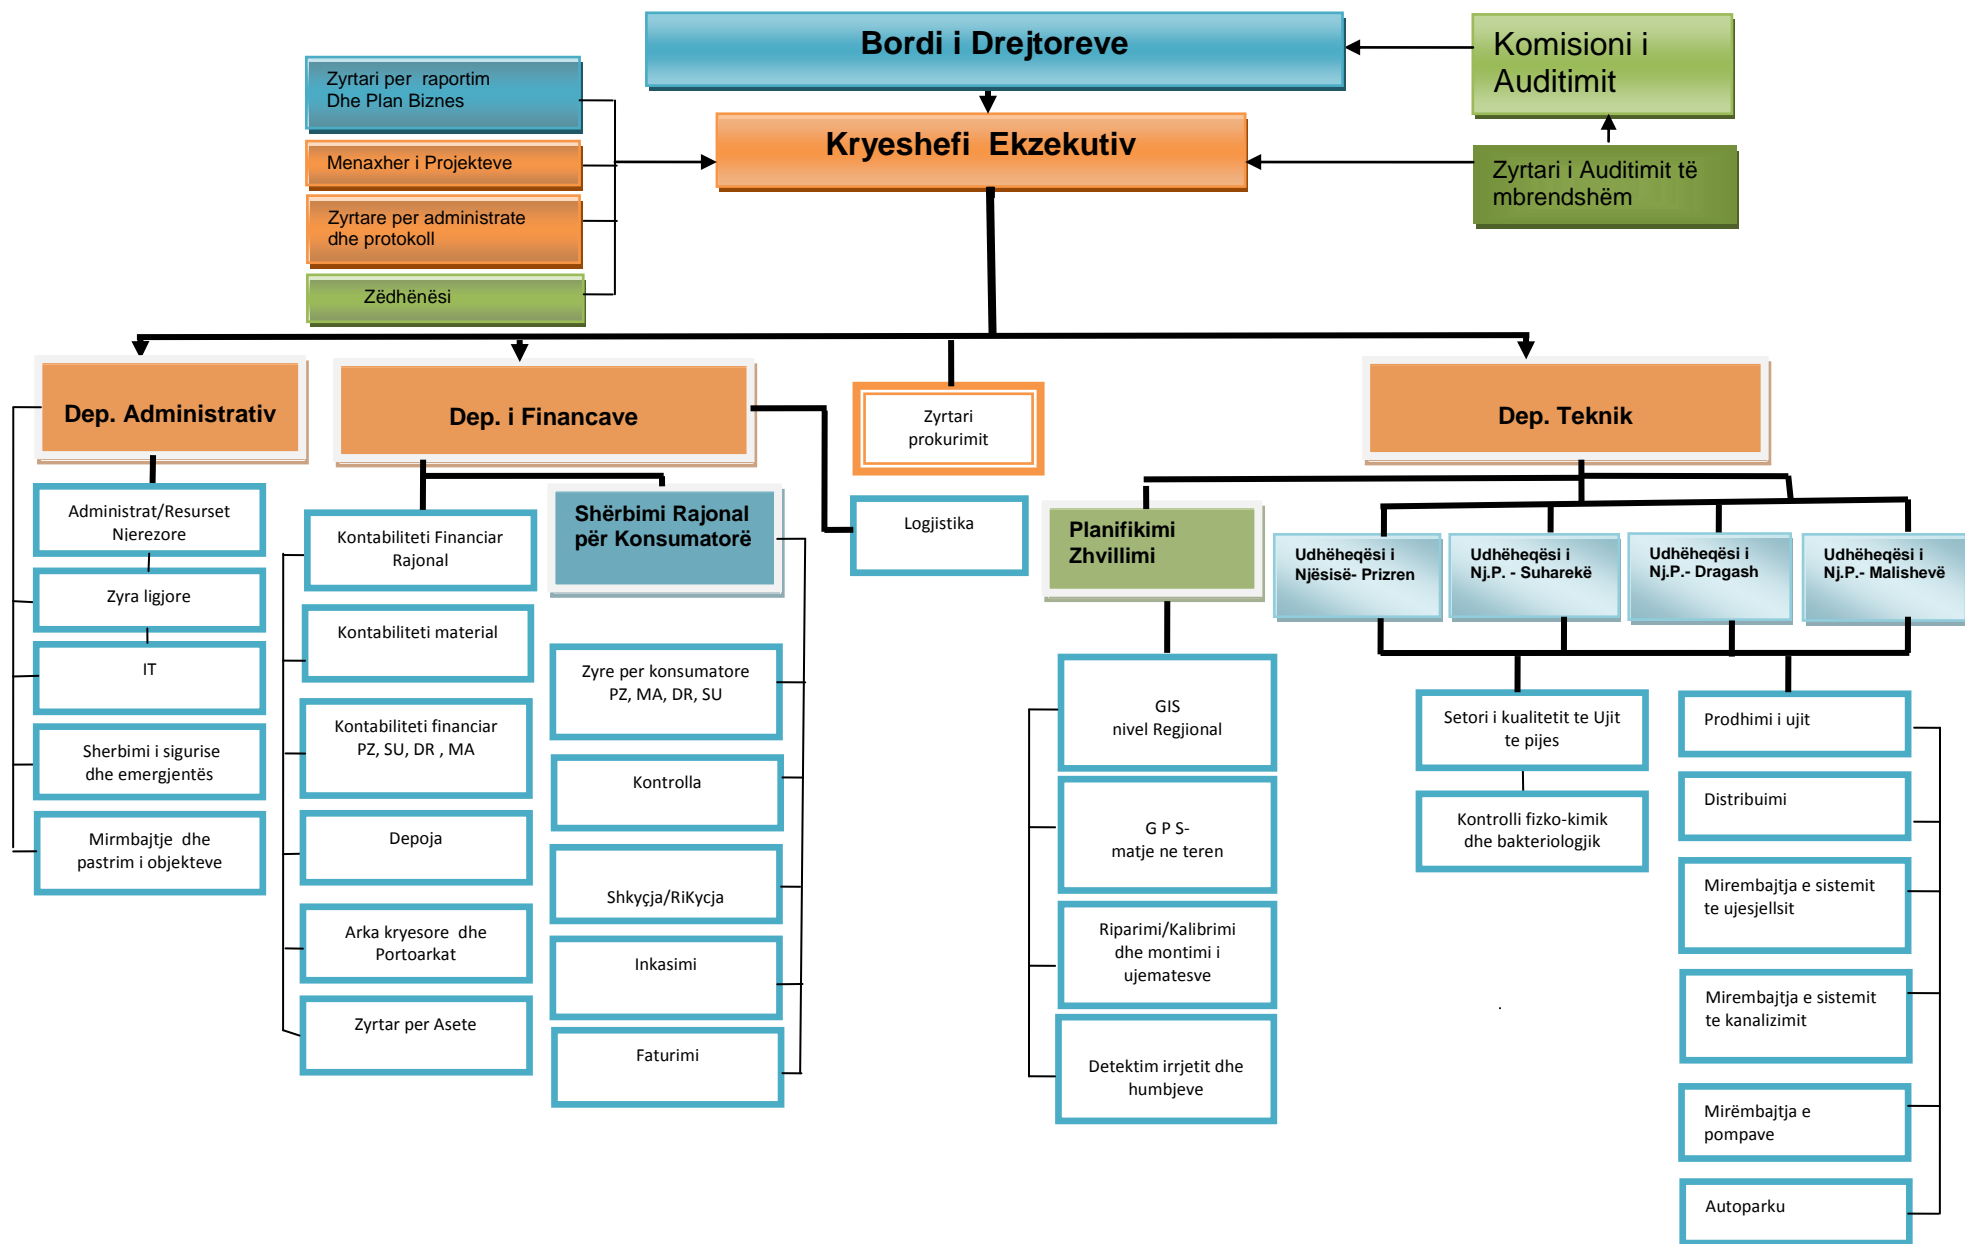 Bordi i Drejtoreve
Komisioni i
Auditimit
Zyrtari per raportim
Dhe Plan Biznes
Kryeshefi Ekzekutiv
Menaxher i Projekteve
Zyrtari i Auditimit të
mbrendshëm
Zyrtare per administrate
dhe protokoll
Zëdhënësi
Dep. Administrativ
Dep. i Financave
Zyrtari
prokurimit
Dep. Teknik
Administrat/Resurset
Njerezore
Zyra ligjore
IT
Sherbimi i sigurise
dhe emergjentës
Mirmbajtje dhe
pastrim i objekteve
Kontabiliteti Financiar
Rajonal
Kontabiliteti material
Kontabiliteti financiar
PZ, SU, DR , MA
Depoja
Arka kryesore dhe
Portoarkat
Zyrtar per Asete
Shërbimi Rajonal
për Konsumatorë
Zyre per konsumatore
PZ, MA, DR, SU
Kontrolla
Shkyçja/RiKycja
Inkasimi
Faturimi
Logjistika
Planifikimi
Zhvillimi
GIS
nivel Regjional
G P S-
matje ne teren
Riparimi/Kalibrimi
dhe montimi i
ujematesve
Detektim irrjetit dhe
humbjeve
Udhëheqësi i
Njësisë- Prizren
Udhëheqësi i
Nj.P. - Suharekë
Udhëheqësi i
Nj.P.- Dragash
Udhëheqësi i
Nj.P.- Malishevë
Setori i kualitetit te Ujit
te pijes
Kontrolli fizko-kimik
dhe bakteriologjik
Prodhimi i ujit
Distribuimi
Mirembajtja e sistemit
te ujesjellsit
Mirembajtja e sistemit
te kanalizimit
Mirëmbajtja e
pompave
Autoparku
.